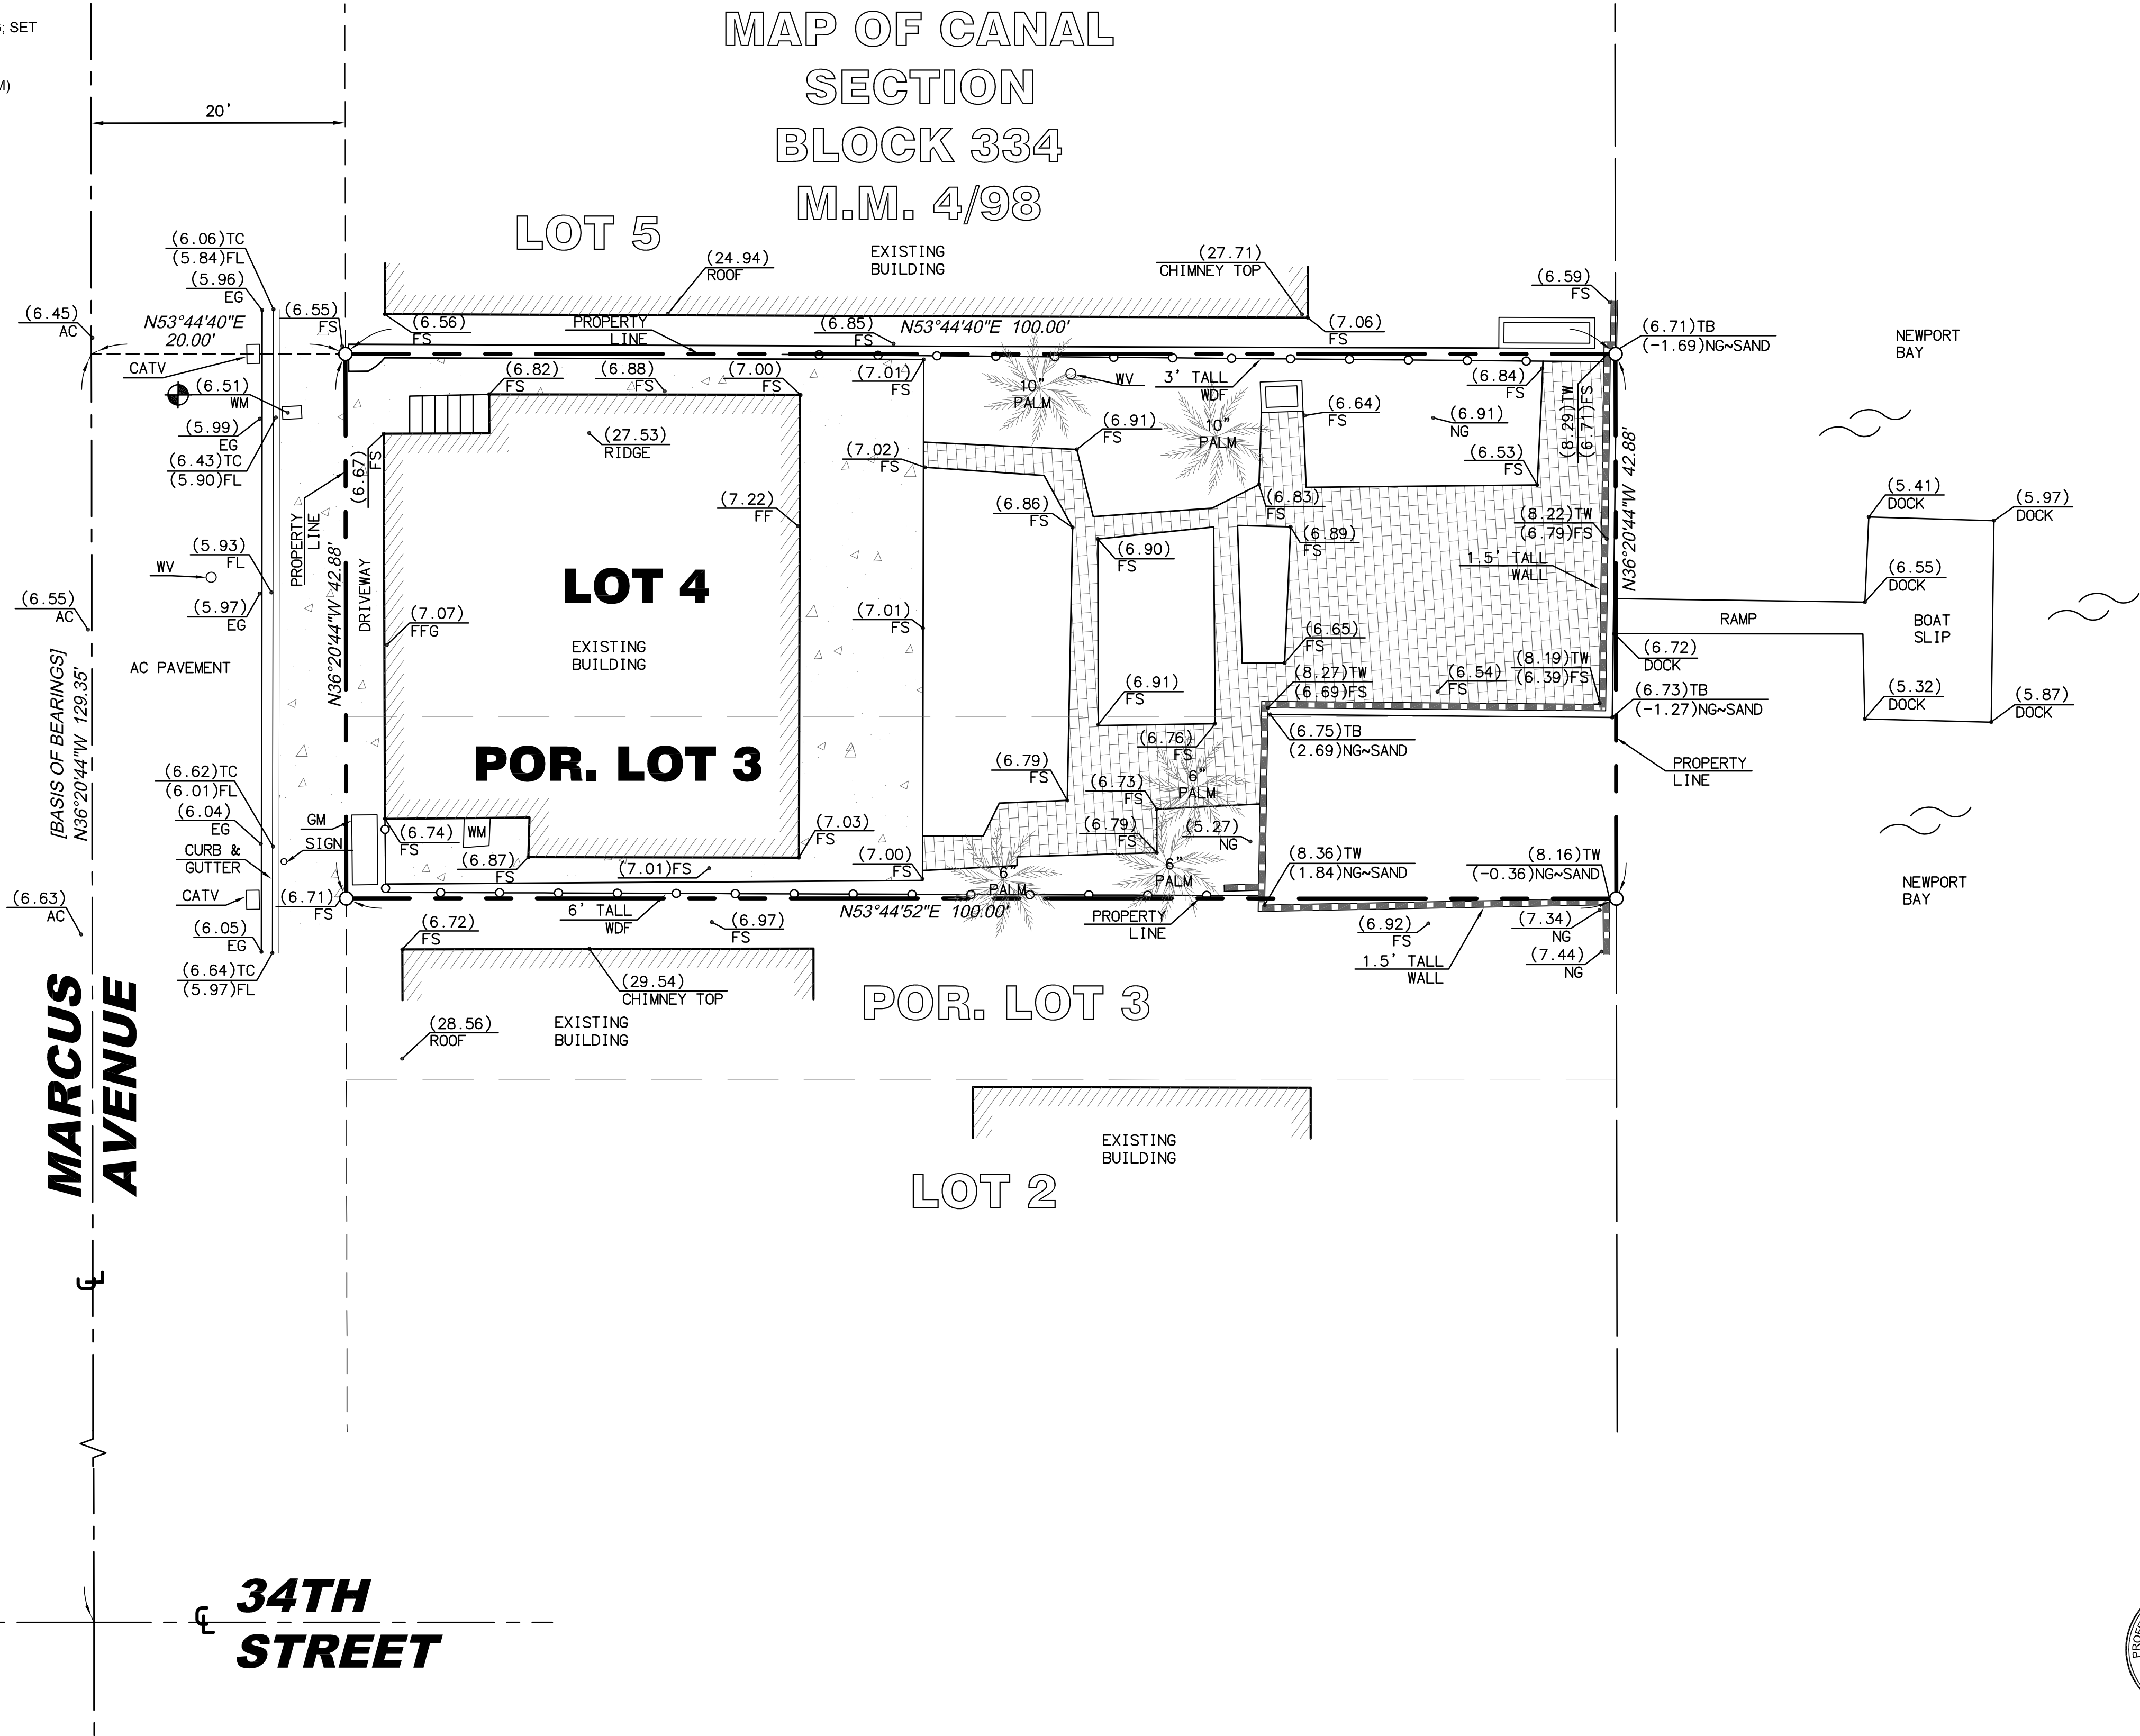 ; SET
M)
MAP OF CANAL
SECTION
BLOCK 334
M.M. 4/98
20'
LOT 5
EXISTING
BUILDING
(24.94)
ROOF
(27.71)
CHIMNEY TOP
(6.59)
FS
(6.06)TC
(5.84)FL
(5.96)
EG
(6.45)
AC
N53°44'40"E
20.00'
(6.55)
FS
(6.56)
FS
PROPERTY
LINE
(6.85)
FS
N53°44'40"E 100.00'
(7.06)
FS
(6.71)TB
(-1.69)NG~SAND
NEWPORT
BAY
CATV
(6.51)
WM
(5.99)
EG
(6.43)TC
(5.90)FL
(6.82)
FS
(6.88)
FS
(7.00)
FS
(7.01)
FS
10"
PALM
WV
3' TALL
WDF
(6.84)
FS
(8.29)TW
(6.71)FS
(6.67)
FS
(27.53)
RIDGE
(7.02)
FS
(6.91)
FS
10"
PALM
(6.64)
FS
(6.91)
NG
(6.53)
FS
N36°20'44"W 42.88'
(7.22)
FF
(6.86)
FS
(6.83)
FS
(6.89)
FS
(6.90)
FS
(8.22)TW
(6.79)FS
1.5' TALL
WALL
(5.41)
DOCK
(5.97)
DOCK
(6.55)
DOCK
RAMP
BOAT
SLIP
PROPERTY
LINE
N36°20'44"W 42.88'
DRIVEWAY
(5.93)
FL
WV
(5.97)
EG
(6.55)
AC
AC PAVEMENT
[BASIS OF BEARINGS]
N36°20'44"W 129.35'
LOT 4
(7.07)
FFG
EXISTING
BUILDING
(7.01)
FS
(6.65)
FS
(6.91)
FS
(8.27)TW
(6.69)FS
(6.54)
FS
(8.19)TW
(6.39)FS
(6.72)
DOCK
(6.73)TB
(-1.27)NG~SAND
(5.32)
DOCK
(5.87)
DOCK
(6.75)TB
(2.69)NG~SAND
(6.76)
FS
PROPERTY
LINE
POR. LOT 3
(6.79)
FS
(6.73)
FS
6"
PALM
(6.62)TC
(6.01)FL
(6.04)
EG
CURB &
GUTTER
GM
SIGN
CATV
(6.74)
FS
WM
(6.87)
FS
(7.01)FS
(7.03)
FS
(7.00)
FS
(6.79)
FS
(5.27)
NG
6"
PALM
6"
PALM
(8.36)TW
(1.84)NG~SAND
(8.16)TW
(-0.36)NG~SAND
NEWPORT
BAY
(6.63)
AC
(6.71)
FS
(6.05)
EG
(6.64)TC
(5.97)FL
(6.72)
FS
6' TALL
WDF
(6.97)
FS
N53°44'52"E 100.00'
PROPERTY
LINE
(6.92)
FS
1.5' TALL
WALL
(7.34)
NG
(7.44)
NG
(29.54)
CHIMNEY TOP
(28.56)
ROOF
EXISTING
BUILDING
POR. LOT 3
MARCUS
AVENUE
EXISTING
BUILDING
LOT 2
34TH
STREET